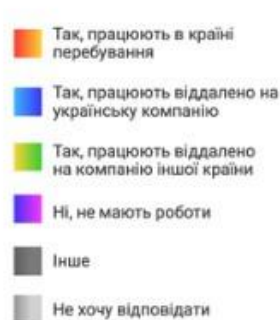 Так, працюють в країні
перебування
Так, працюють віддалено на
українську компанію
Так, працюють віддалено
на компанію іншої країни
Ні, не мають роботи
Інше
Не хочу відповідати